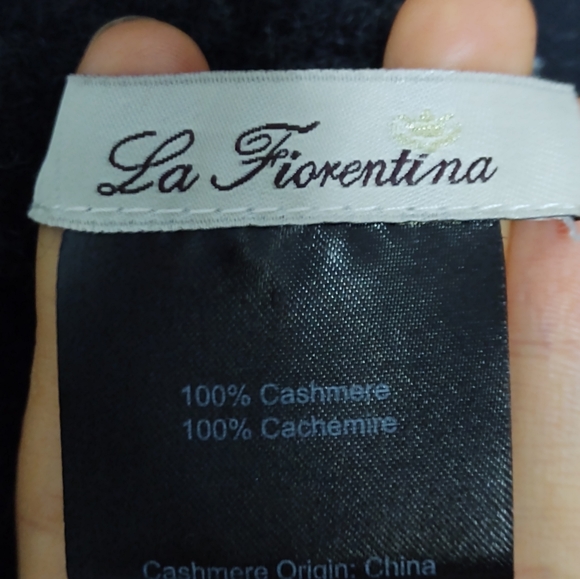 La Fiorentina
100% Cashmere
100% Cachemire
Cashmere Origin: China